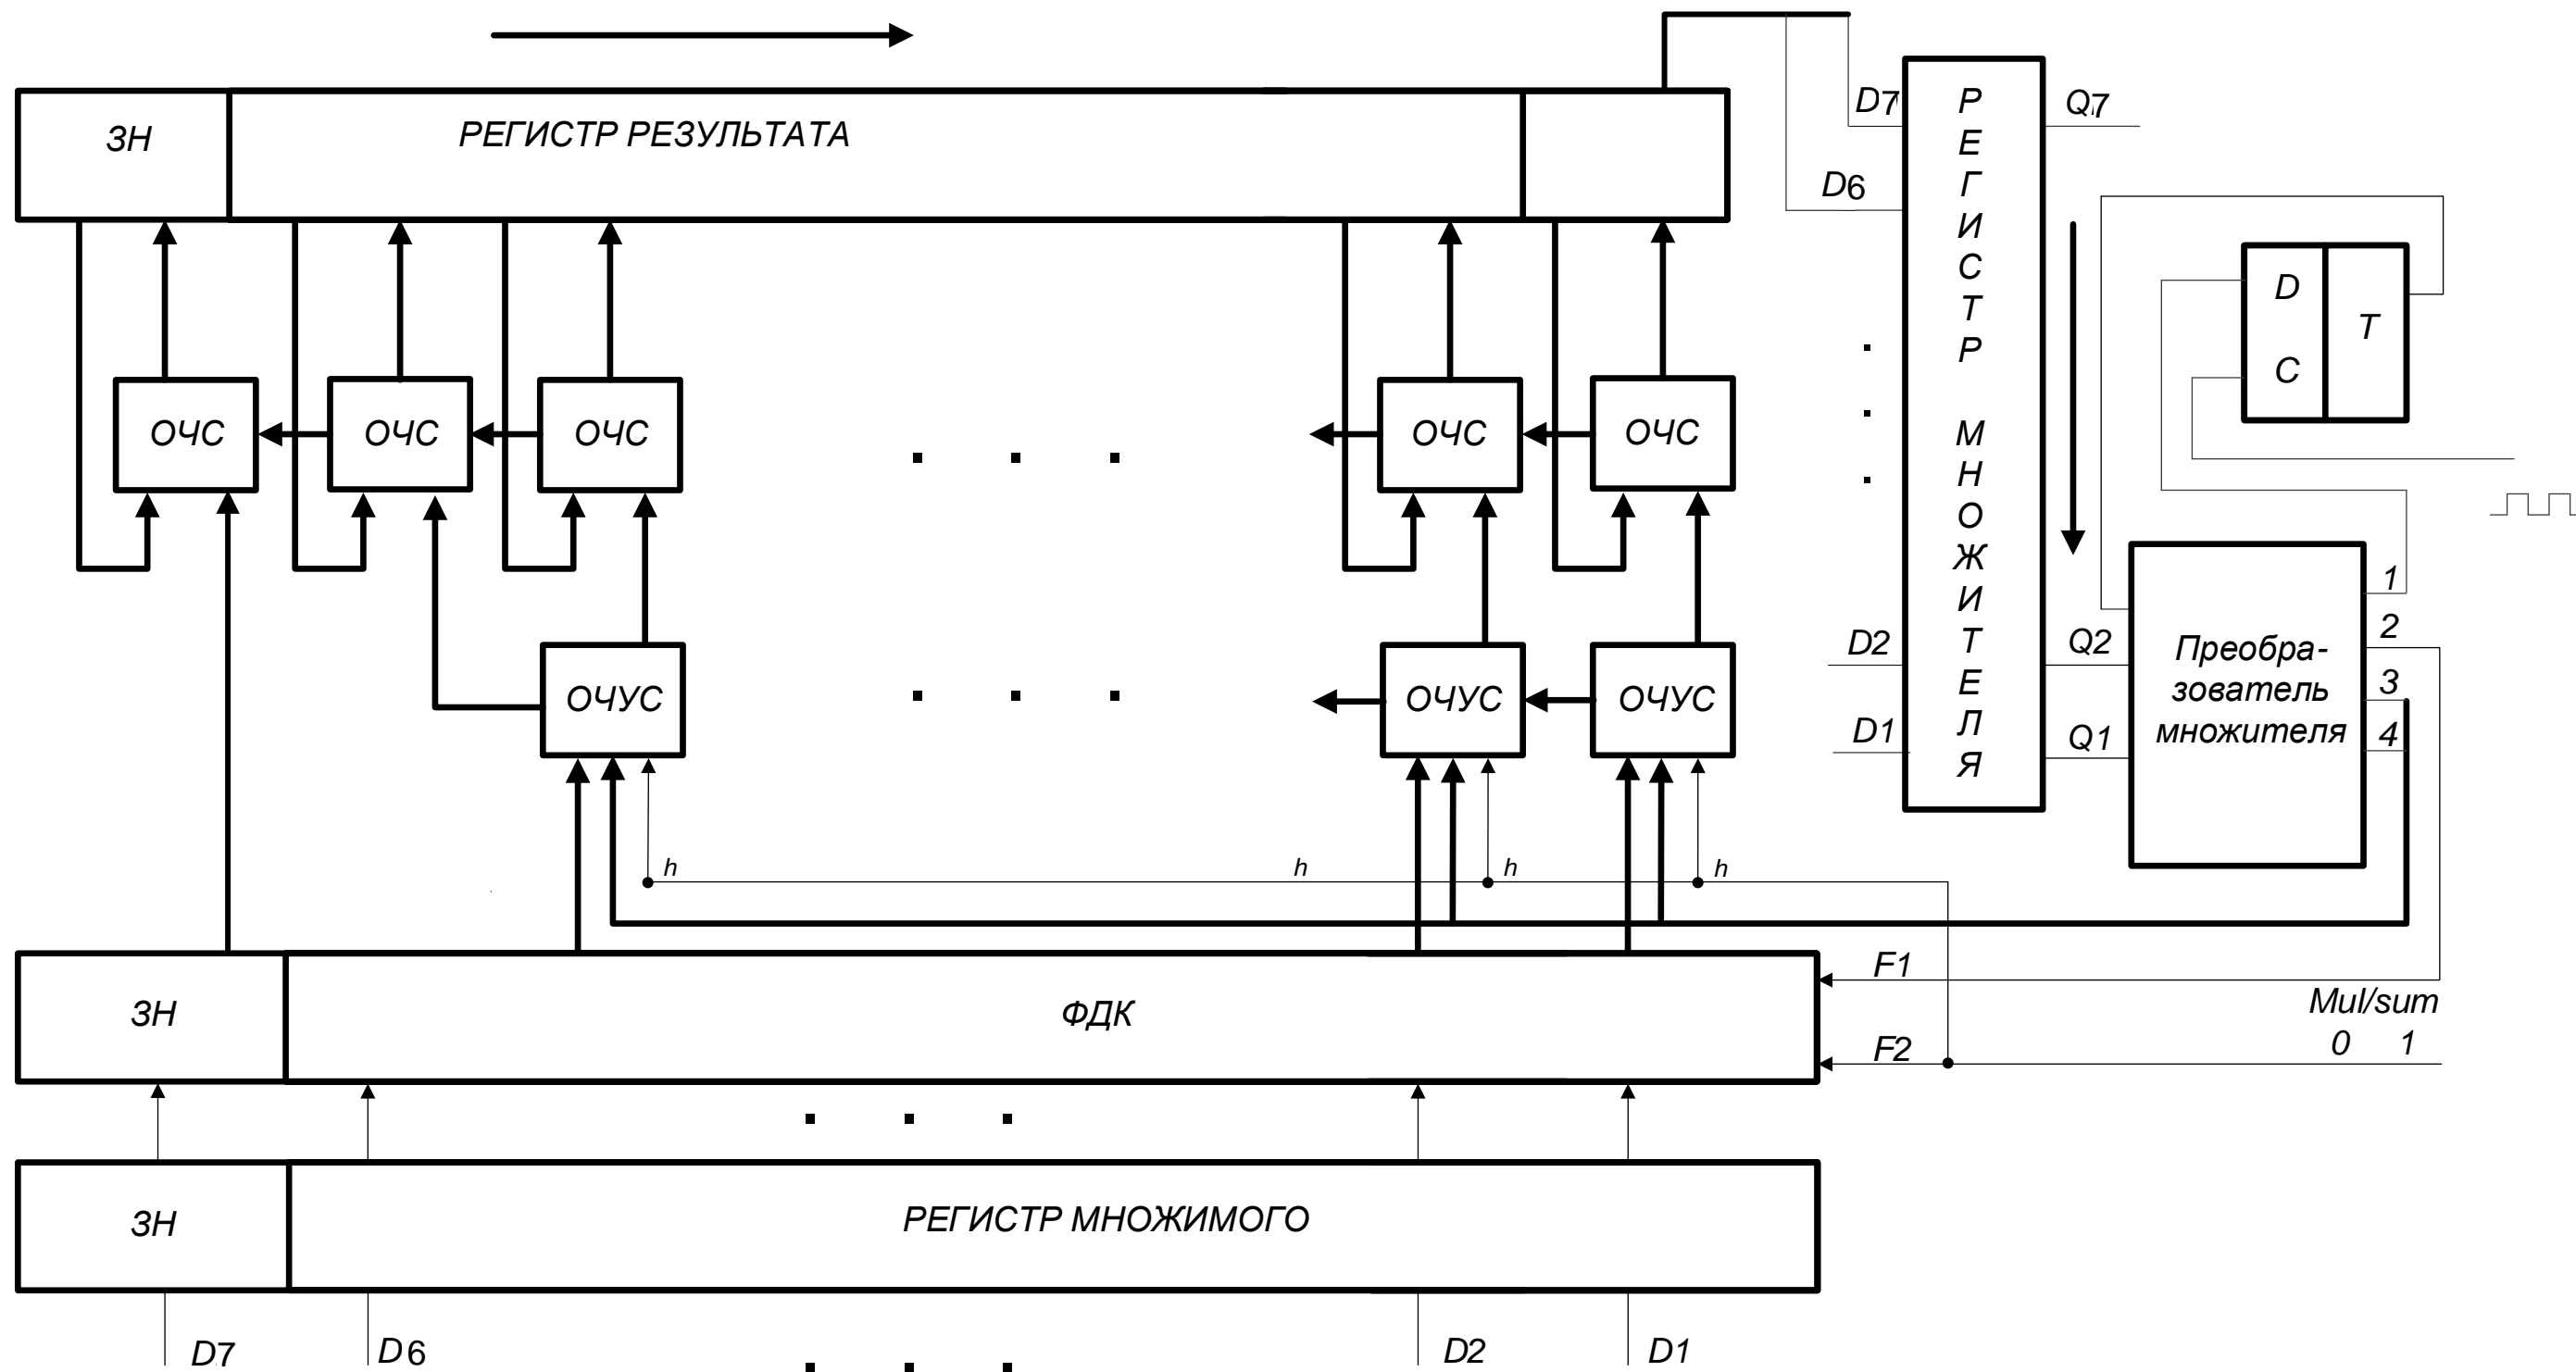 ЗН
РЕГИСТР РЕЗУЛЬТАТА
D7
D6
D2
D1
РЕГИСТР МНОЖИТЕЛЯ
Q7
Q2
Q1
D
C
T
ОЧС
ОЧС
ОЧС
. . .
ОЧС
ОЧС
ОЧУС
. . .
ОЧУС
ОЧУС
Преобра-
зователь
множителя
1
2
3
4
h
h
h
h
ЗН
ФДК
F1
F2
Mul/sum
0 1
. . .
ЗН
РЕГИСТР МНОЖИМОГО
D7
D6
. . .
D2
D1